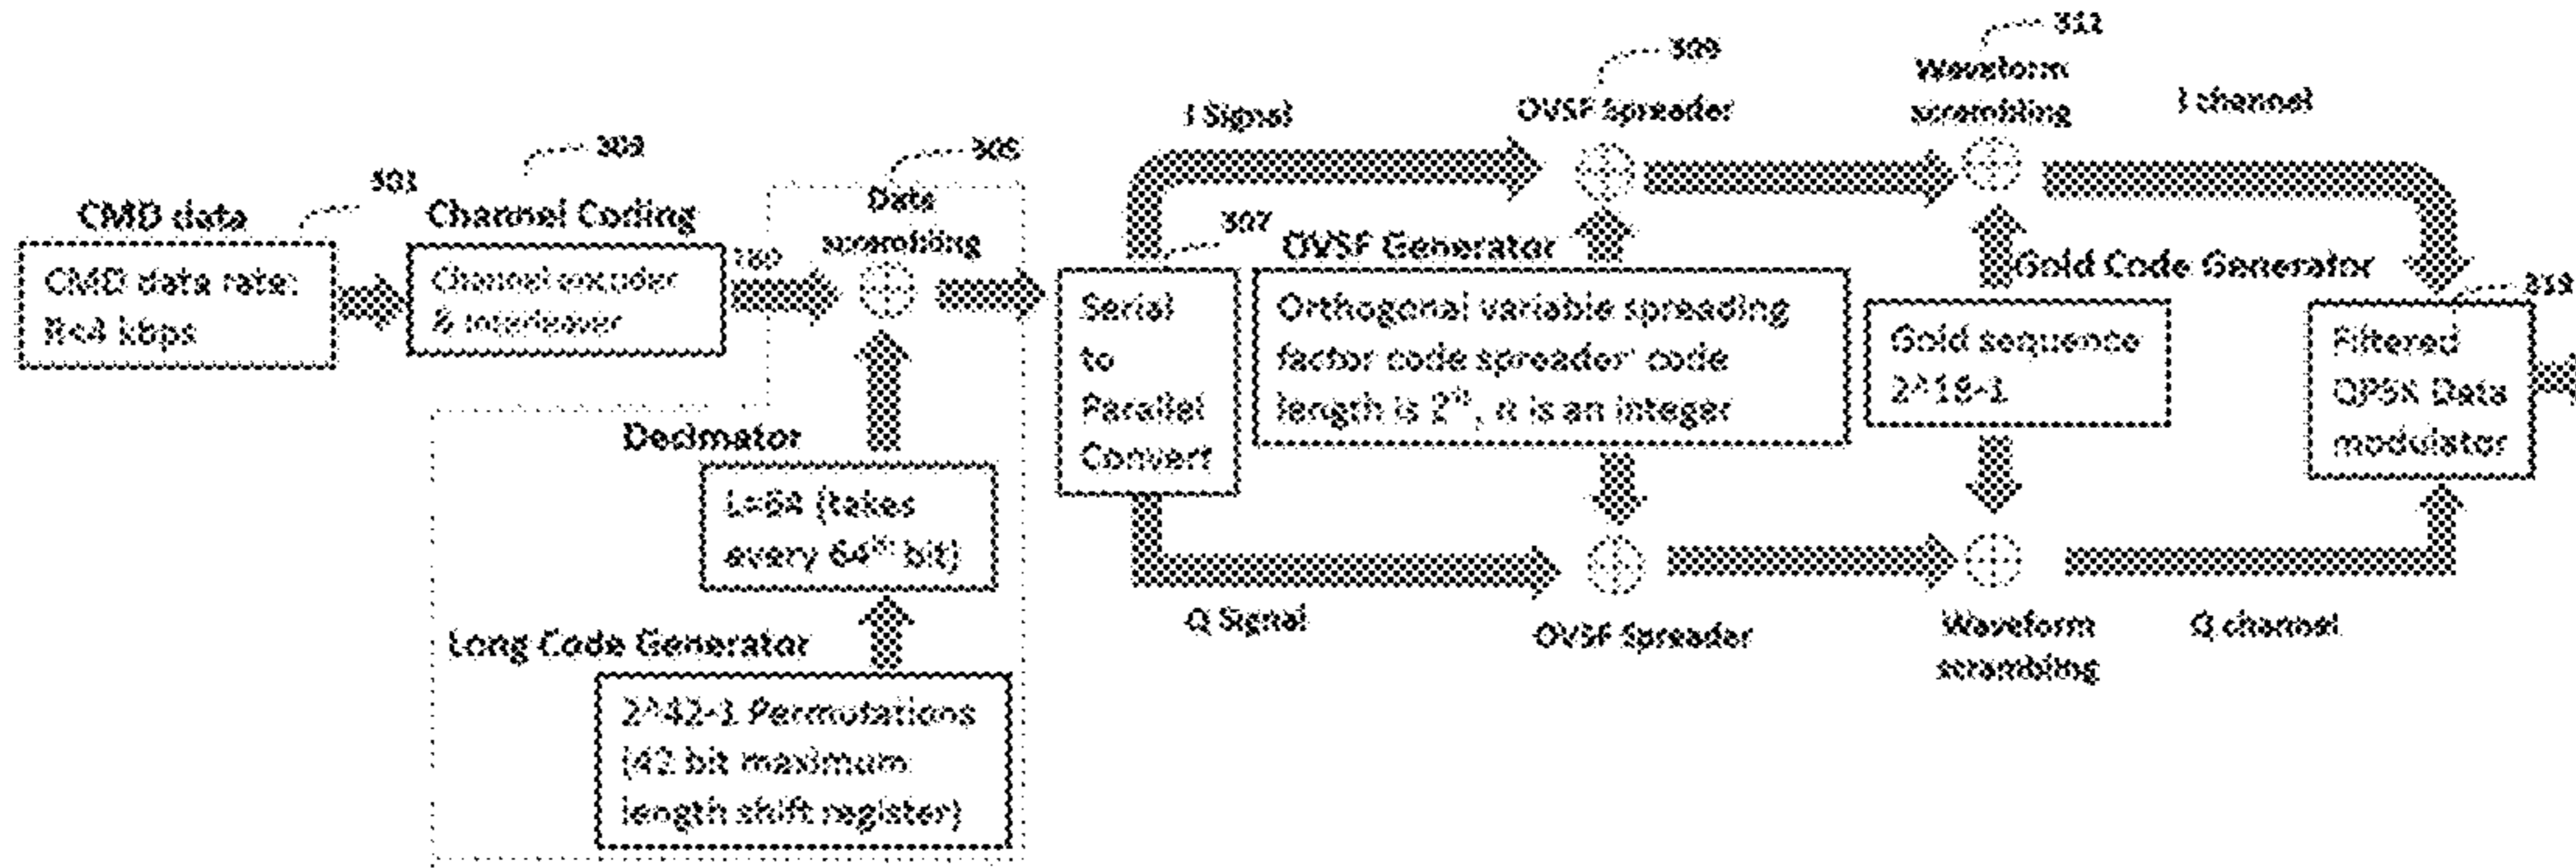 CMD data
301
CMD data rate:
R<4 kbps
Channel Coding
303
Channel encoder
& interleaver
Data
scrambling
305
Decimator
L=64 (takes
every 64th bit)
Long Code Generator
2^42-1 Permutations
(42 bit maximum
length shift register)
307
Serial
to
Parallel
Convert
I Signal
Q Signal
OVSF Spreader
309
OVSF Generator
Orthogonal variable spreading
factor code spreader code
length is 2ⁿ, n is an integer
OVSF Spreader
Waveform
scrambling
311
Gold Code Generator
Gold sequence
2^18-1
Waveform
scrambling
I channel
Q channel
Filtered
QPSK Data
modulator